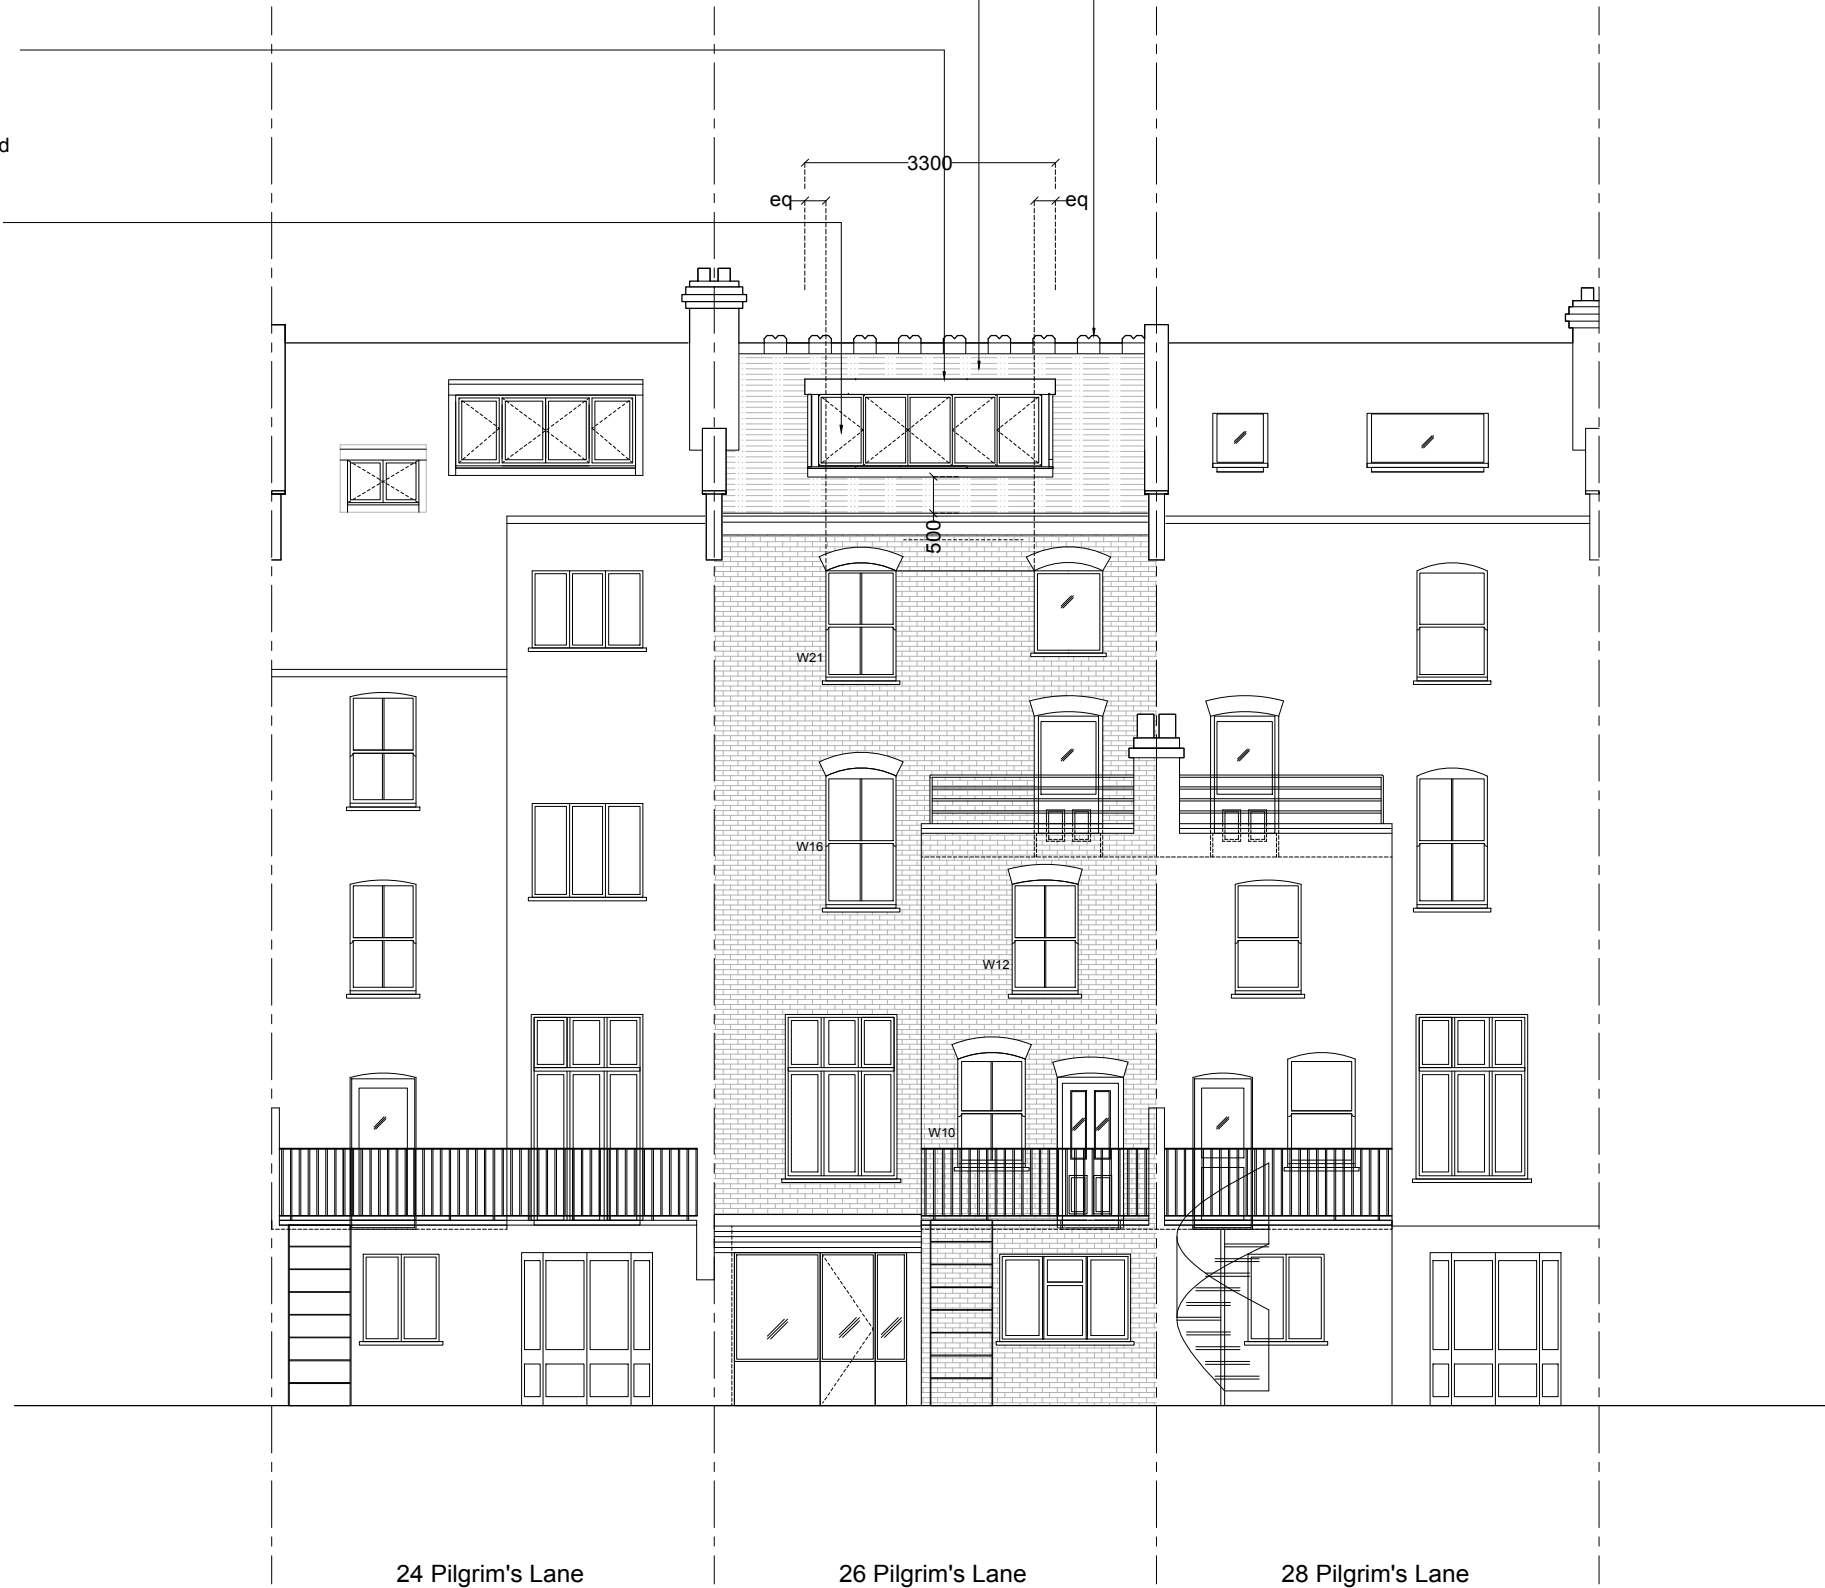 d
3300
eq
eq
500
W21
W16
W12
W10
24 Pilgrim's Lane
26 Pilgrim's Lane
28 Pilgrim's Lane